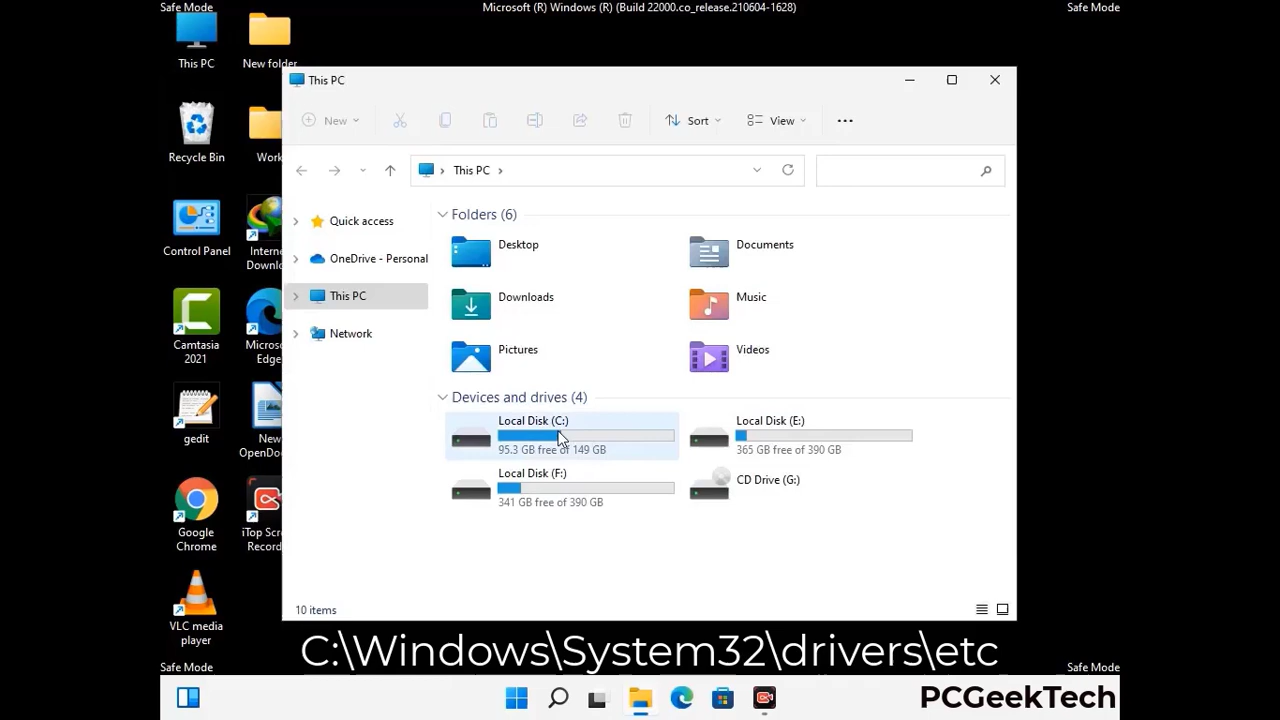 Safe Mode
Microsoft (R) Windows (R) (Build 22000.co_release.210604-1628)
Safe Mode
This PC
New folder
Recycle Bin
Work
Control Panel
Internet
Downlo
Camtasia
2021
Micros
Edge
gedit
New
OpenDo
Google
Chrome
iTop Scr
Record
VLC media
player
This PC
New
Sort
View
This PC
Quick access
OneDrive - Personal
This PC
Network
Folders (6)
Desktop
Documents
Downloads
Music
Pictures
Videos
Devices and drives (4)
Local Disk (C:)
95.3 GB free of 149 GB
Local Disk (E:)
365 GB free of 390 GB
Local Disk (F:)
341 GB free of 390 GB
CD Drive (G:)
10 items
C:\Windows\System32\drivers\etc
Safe Mode
Safe Mode
PCGeekTech